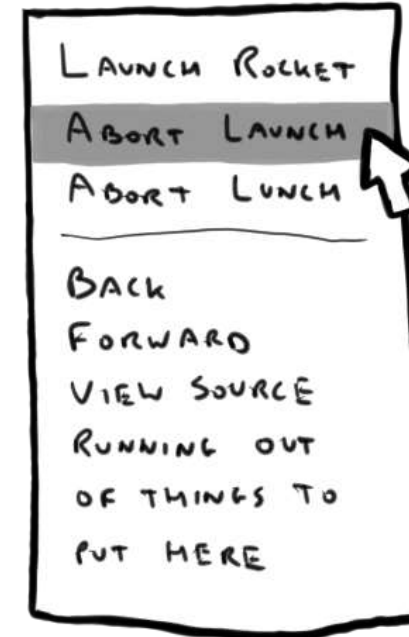 LAUNCH ROCKET
ABORT LAUNCH
ABORT LUNCH
BACK
FORWARD
VIEW SOURCE
RUNNING OUT
OF THINGS TO
PUT HERE